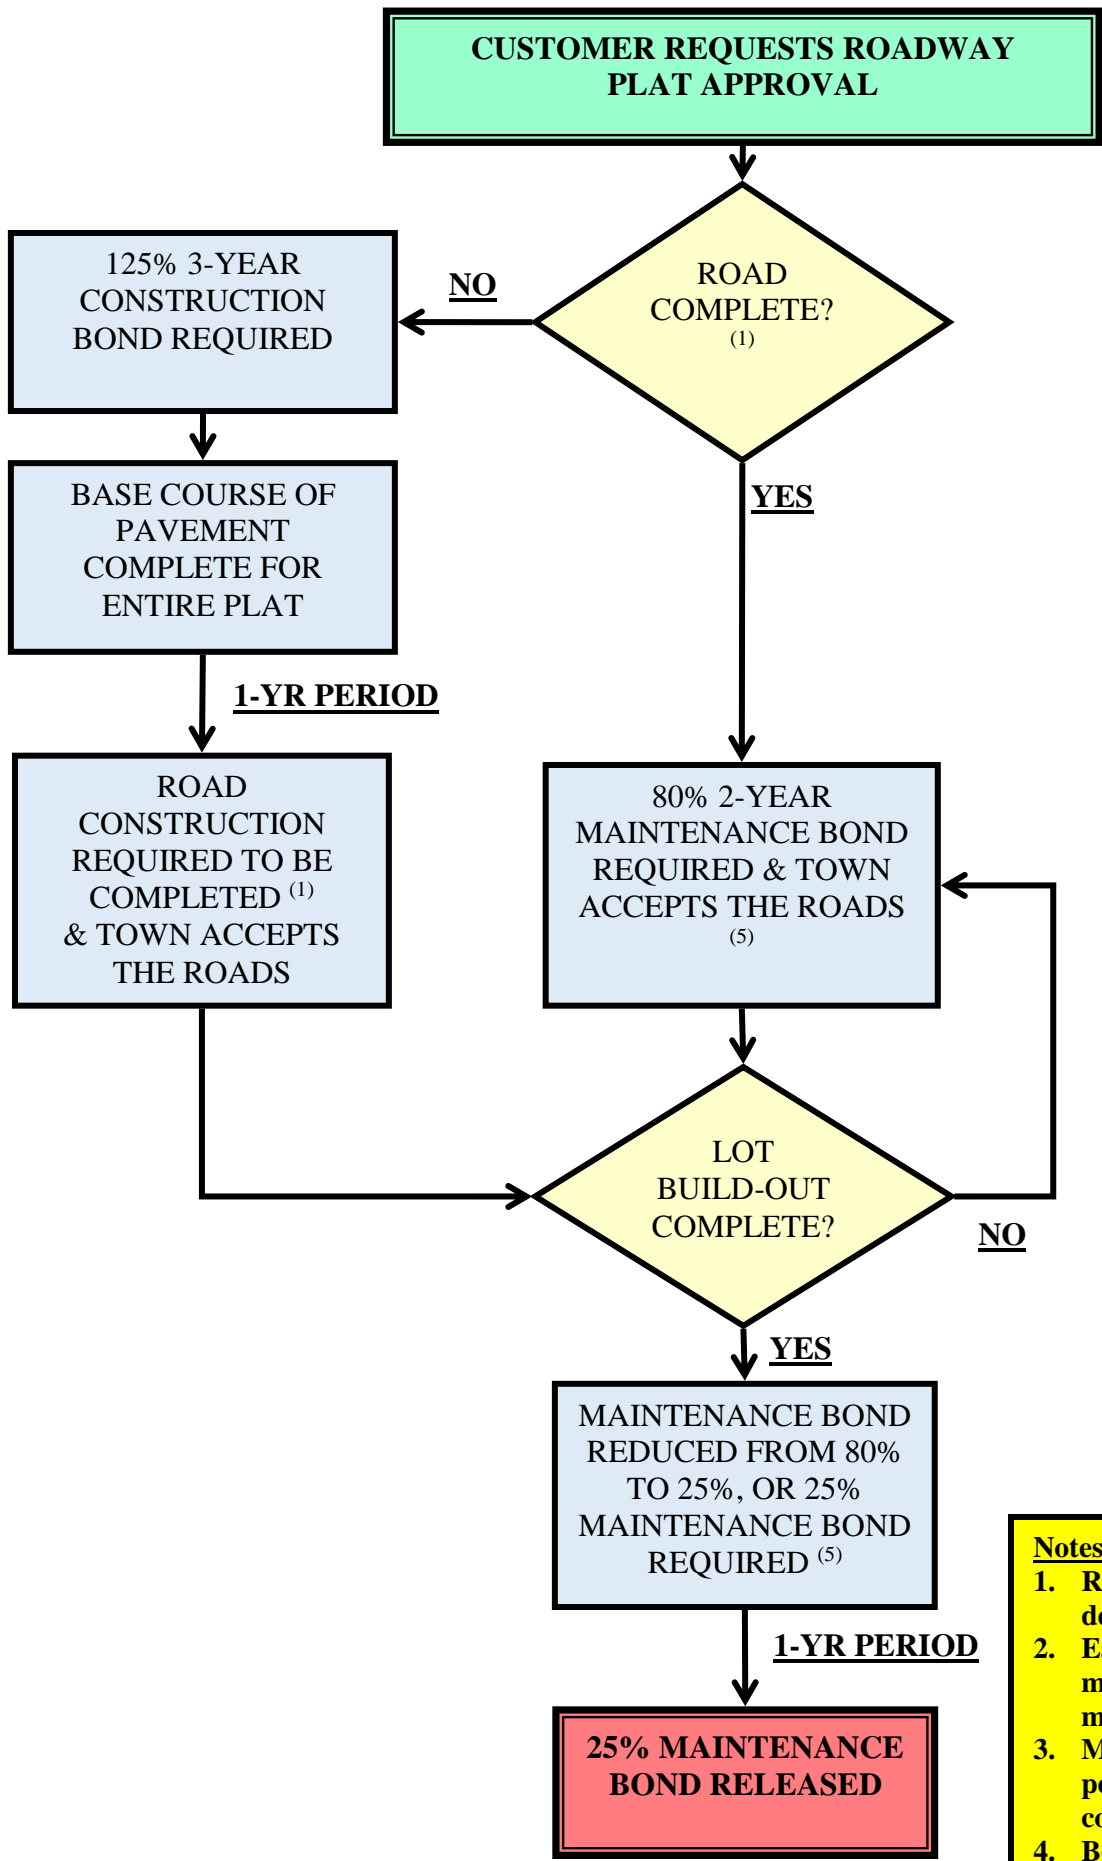 CUSTOMER REQUESTS ROADWAY
PLAT APPROVAL
ROAD
COMPLETE?
(1)
NO
125% 3-YEAR
CONSTRUCTION
BOND REQUIRED
YES
BASE COURSE OF
PAVEMENT
COMPLETE FOR
ENTIRE PLAT
1-YR PERIOD
ROAD
CONSTRUCTION
REQUIRED TO BE
COMPLETED (1)
& TOWN ACCEPTS
THE ROADS
80% 2-YEAR
MAINTENANCE BOND
REQUIRED & TOWN
ACCEPTS THE ROADS
(5)
LOT
BUILD-OUT
COMPLETE?
NO
YES
MAINTENANCE BOND
REDUCED FROM 80%
TO 25%, OR 25%
MAINTENANCE BOND
REQUIRED (5)
1-YR PERIOD
25% MAINTENANCE
BOND RELEASED
Notes
1.
2.
3.
4.